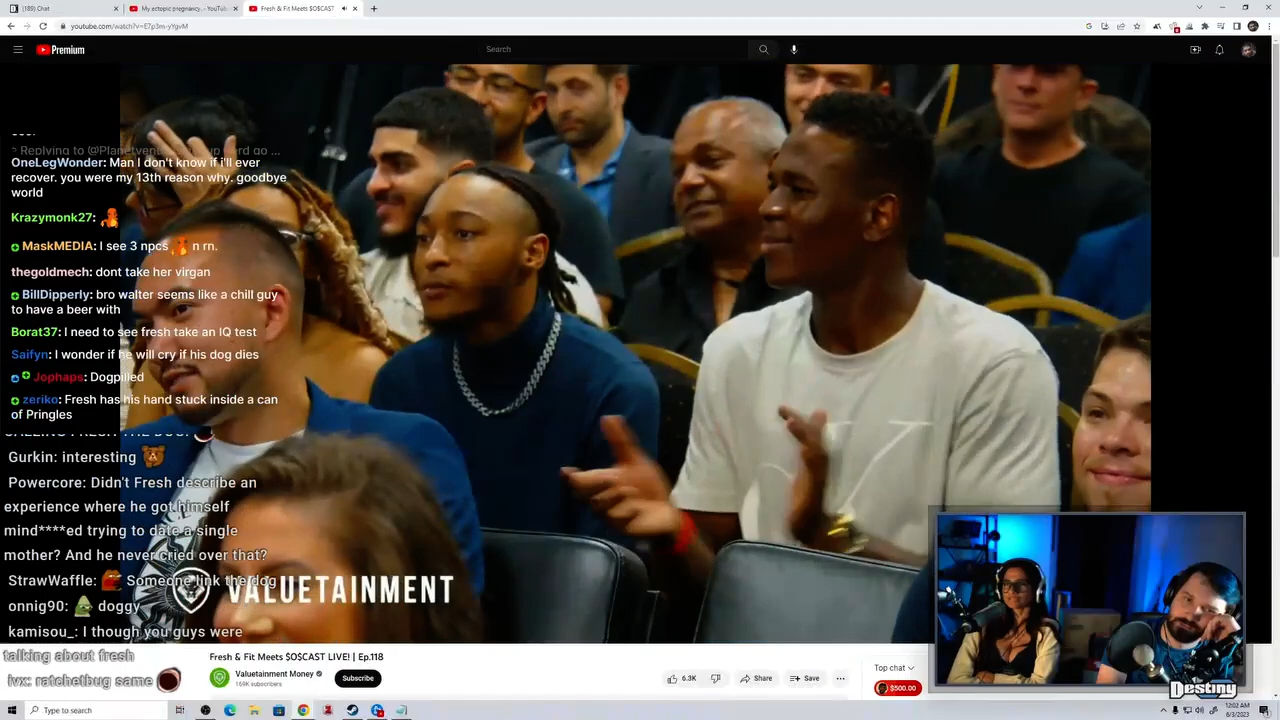 (189) Chat
My ectopic pregnancy... - YouTube
Fresh & Fit Meets $O$CAST
youtube.com/watch?v=E7p3m-yYgvM
Premium
Search
Replying to @Planetvent
OneLegWonder: Man I don't know if i'll ever
recover. you were my 13th reason why. goodbye
world
Krazymonk27:
MaskMEDIA: I see 3 npcs n rn.
thegoldmech: dont take her virgan
BillDipperly: bro walter seems like a chill guy
to have a beer with
Borat37: I need to see fresh take an IQ test
Saifyn: I wonder if he will cry if his dog dies
Jophaps: Dogpilled
zeriko: Fresh has his hand stuck inside a can
of Pringles
Gurkin: interesting
Powercore: Didn't Fresh describe an
experience where he got himself
mind****ed trying to date a single
mother? And he never cried over that?
StrawWaffle: Someone link the dog
onnig90: doggy
kamisou_: I though you guys were
talking about fresh
lvx: ratchetbug same
VALUETAINMENT
Fresh & Fit Meets $O$CAST LIVE! | Ep.118
Valuetainment Money
169K subscribers
Subscribe
6.3K
Share
Save
Top chat
$500.00
Destiny
Type to search
12:02 AM
6/3/2023